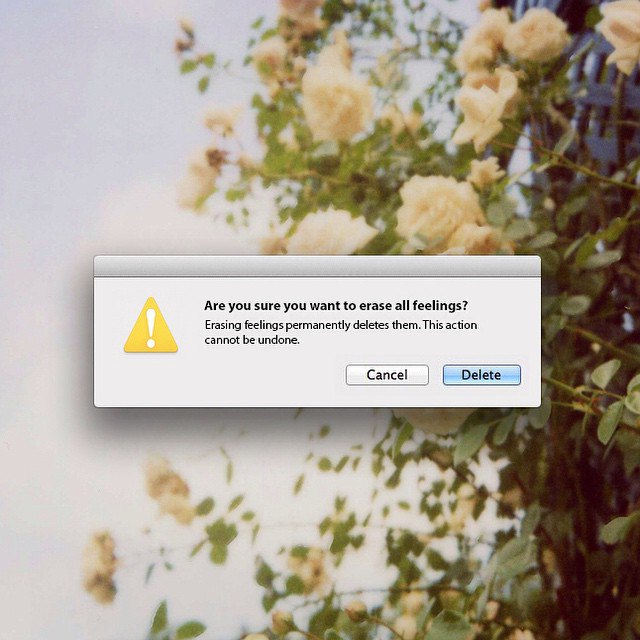 Are you sure you want to erase all feelings?
Erasing feelings permanently deletes them. This action
cannot be undone.
Cancel
Delete